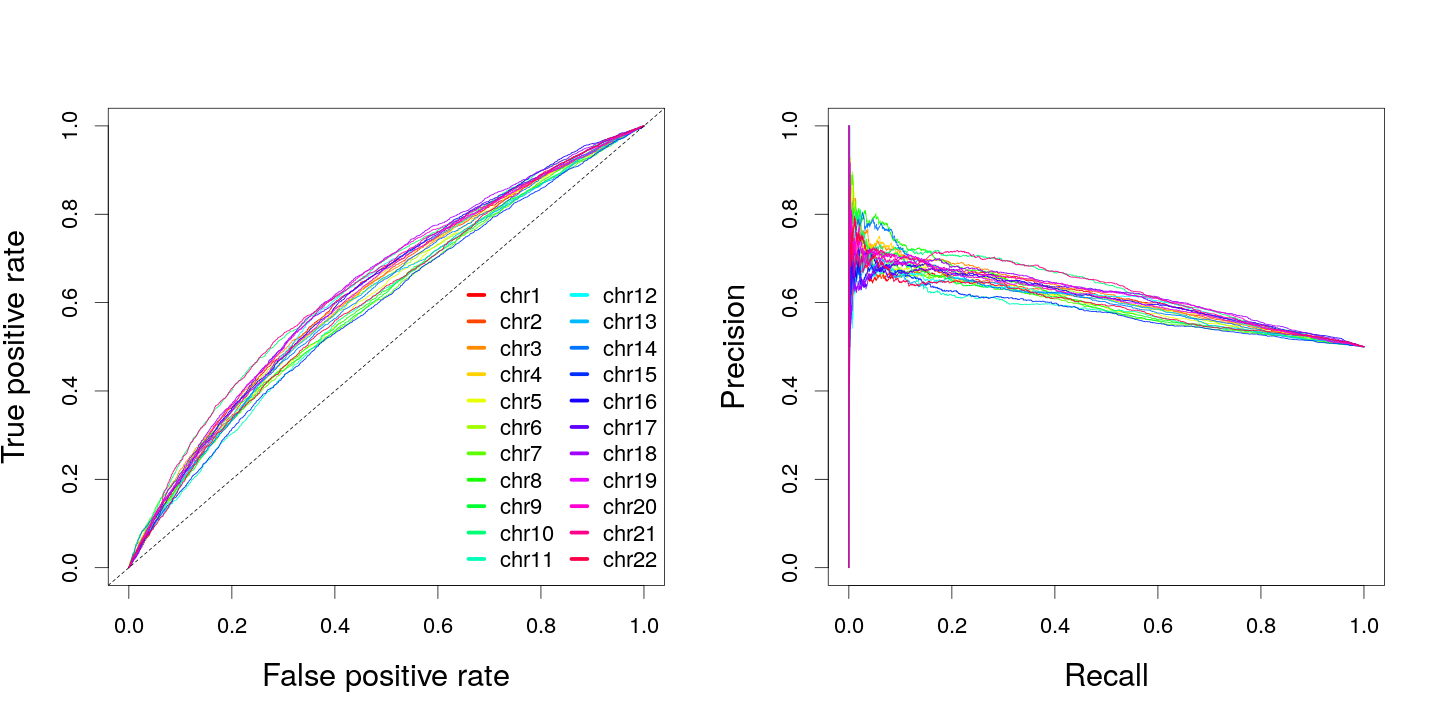 True positive rate
1.0
0.8
0.6
0.4
0.2
0.0
chr1 chr12
chr2 chr13
chr3 chr14
chr4 chr15
chr5 chr16
chr6 chr17
chr7 chr18
chr8 chr19
chr9 chr20
chr10 chr21
chr11 chr22
0.0 0.2 0.4 0.6 0.8 1.0
False positive rate
Precision
1.0
0.8
0.6
0.4
0.2
0.0
0.0 0.2 0.4 0.6 0.8 1.0
Recall